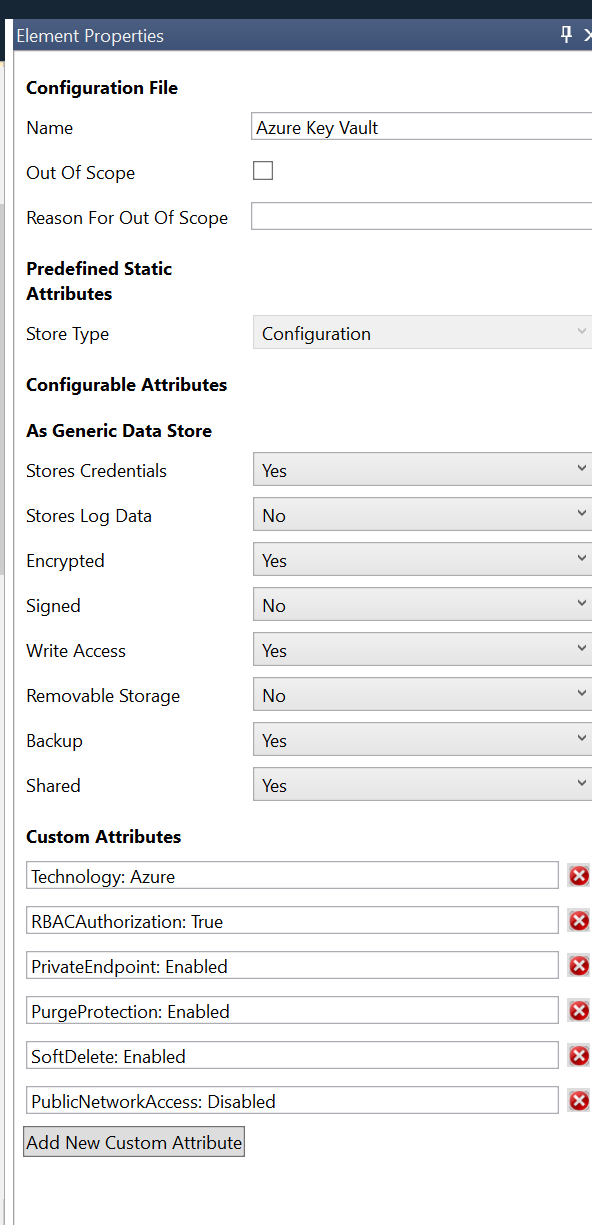 Element Properties
Configuration File
Name Azure Key Vault
Out Of Scope
Reason For Out Of Scope
Predefined Static
Attributes
Store Type Configuration
Configurable Attributes
As Generic Data Store
Stores Credentials Yes
Stores Log Data No
Encrypted Yes
Signed No
Write Access Yes
Removable Storage No
Backup Yes
Shared Yes
Custom Attributes
Technology: Azure
RBACAuthorization: True
PrivateEndpoint: Enabled
PurgeProtection: Enabled
SoftDelete: Enabled
PublicNetworkAccess: Disabled
Add New Custom Attribute